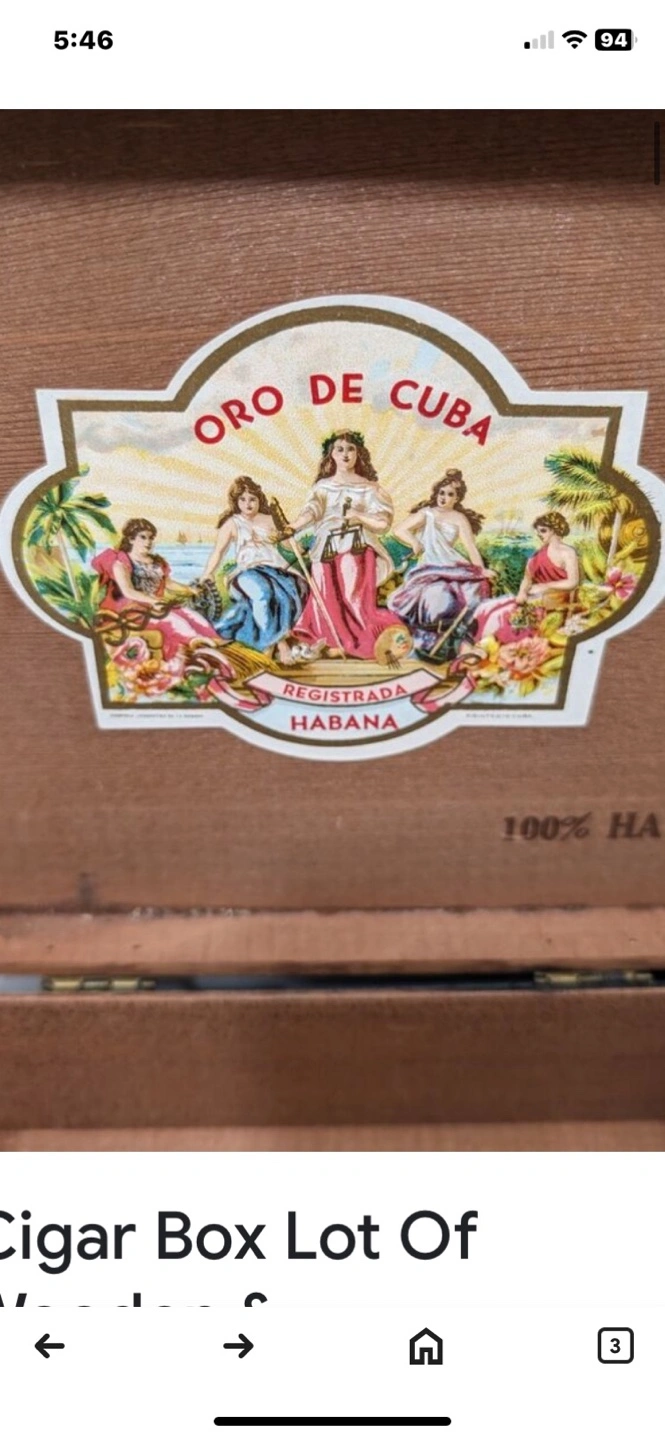 5:46
94
ORO DE CUBA
REGISTRADA
HABANA
100% HA
Cigar Box Lot Of
3